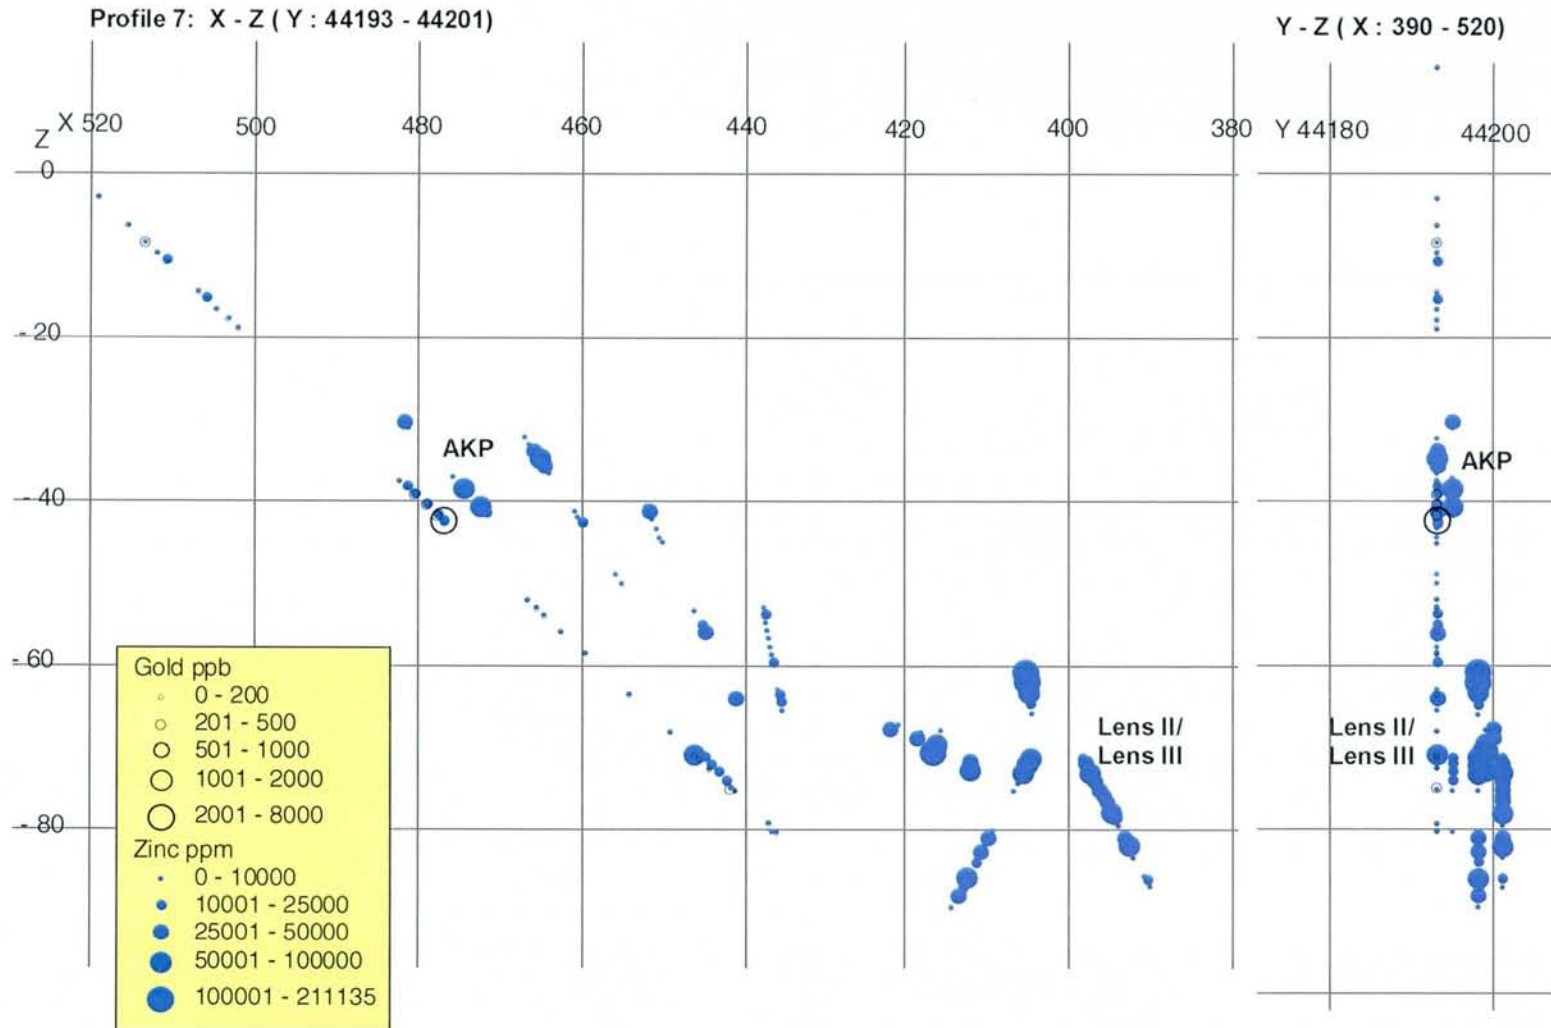 Profile 7: X - Z ( Y : 44193 - 44201)
Y - Z ( X : 390 - 520)
X 520 500 480 460 440 420 400 380
Y 44180 44200
Z
0
- 20
- 40
- 60
- 80
AKP
AKP
Lens II/
Lens III
Lens II/
Lens III
Gold ppb
0 - 200
201 - 500
501 - 1000
1001 - 2000
2001 - 8000
Zinc ppm
0 - 10000
10001 - 25000
25001 - 50000
50001 - 100000
100001 - 211135